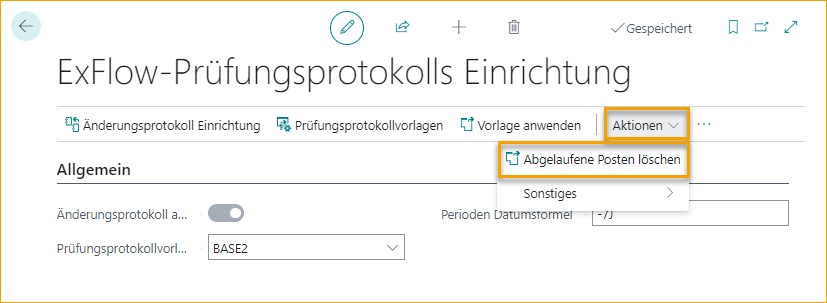 Gespeichert
ExFlow-Prüfungsprotokolls Einrichtung
Änderungsprotokoll Einrichtung Prüfungsprotokollvorlagen Vorlage anwenden Aktionen ...
Abgelaufene Posten löschen
Allgemein
Sonstiges
Änderungsprotokoll a... Perioden Datumsformel -7J
Prüfungsprotokollvorl... BASE2